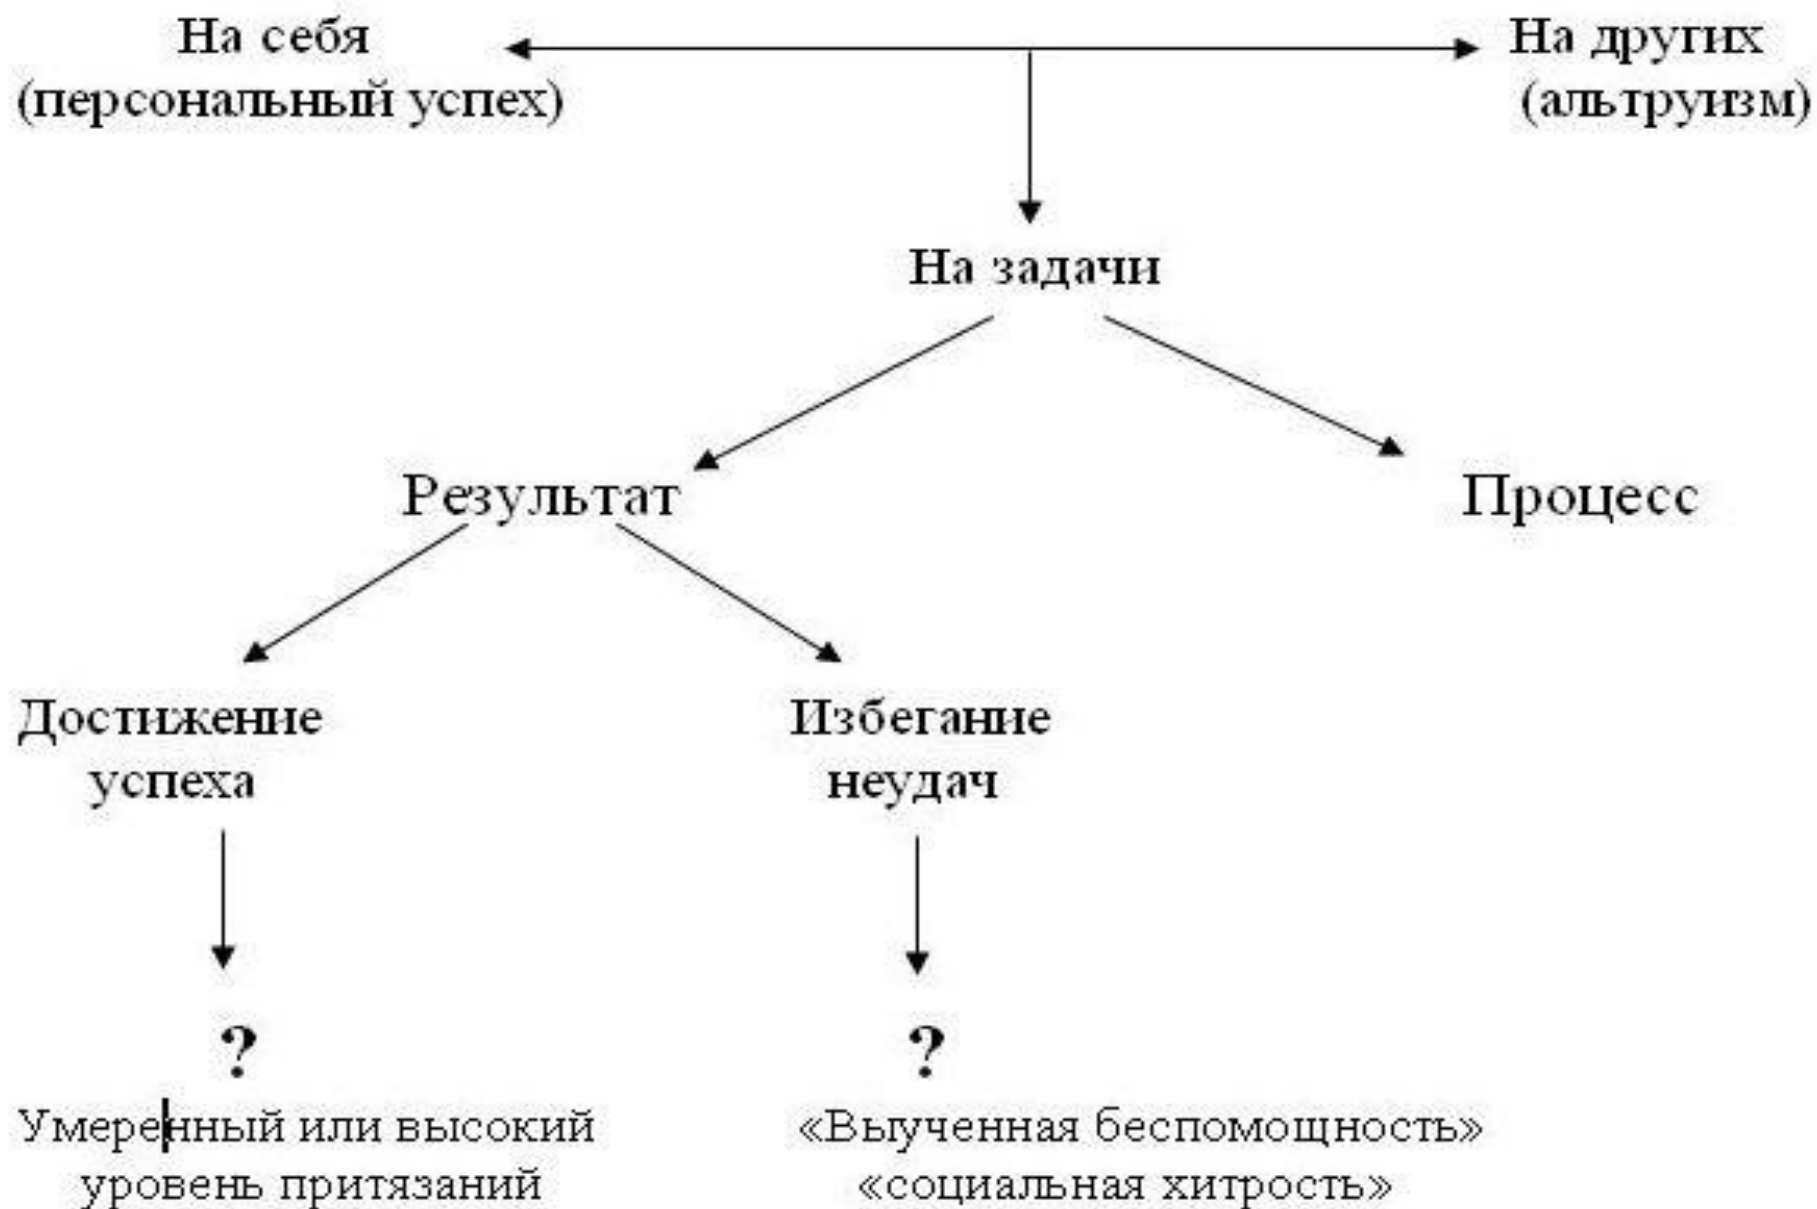 На себя
(персональный успех)
На других
(альтруизм)
На задачи
Результат
Процесс
Достижение
успеха
Избегание
неудач
?
?
Умеренный или высокий
уровень притязаний
«Выученная беспомощность»
«социальная хитрость»